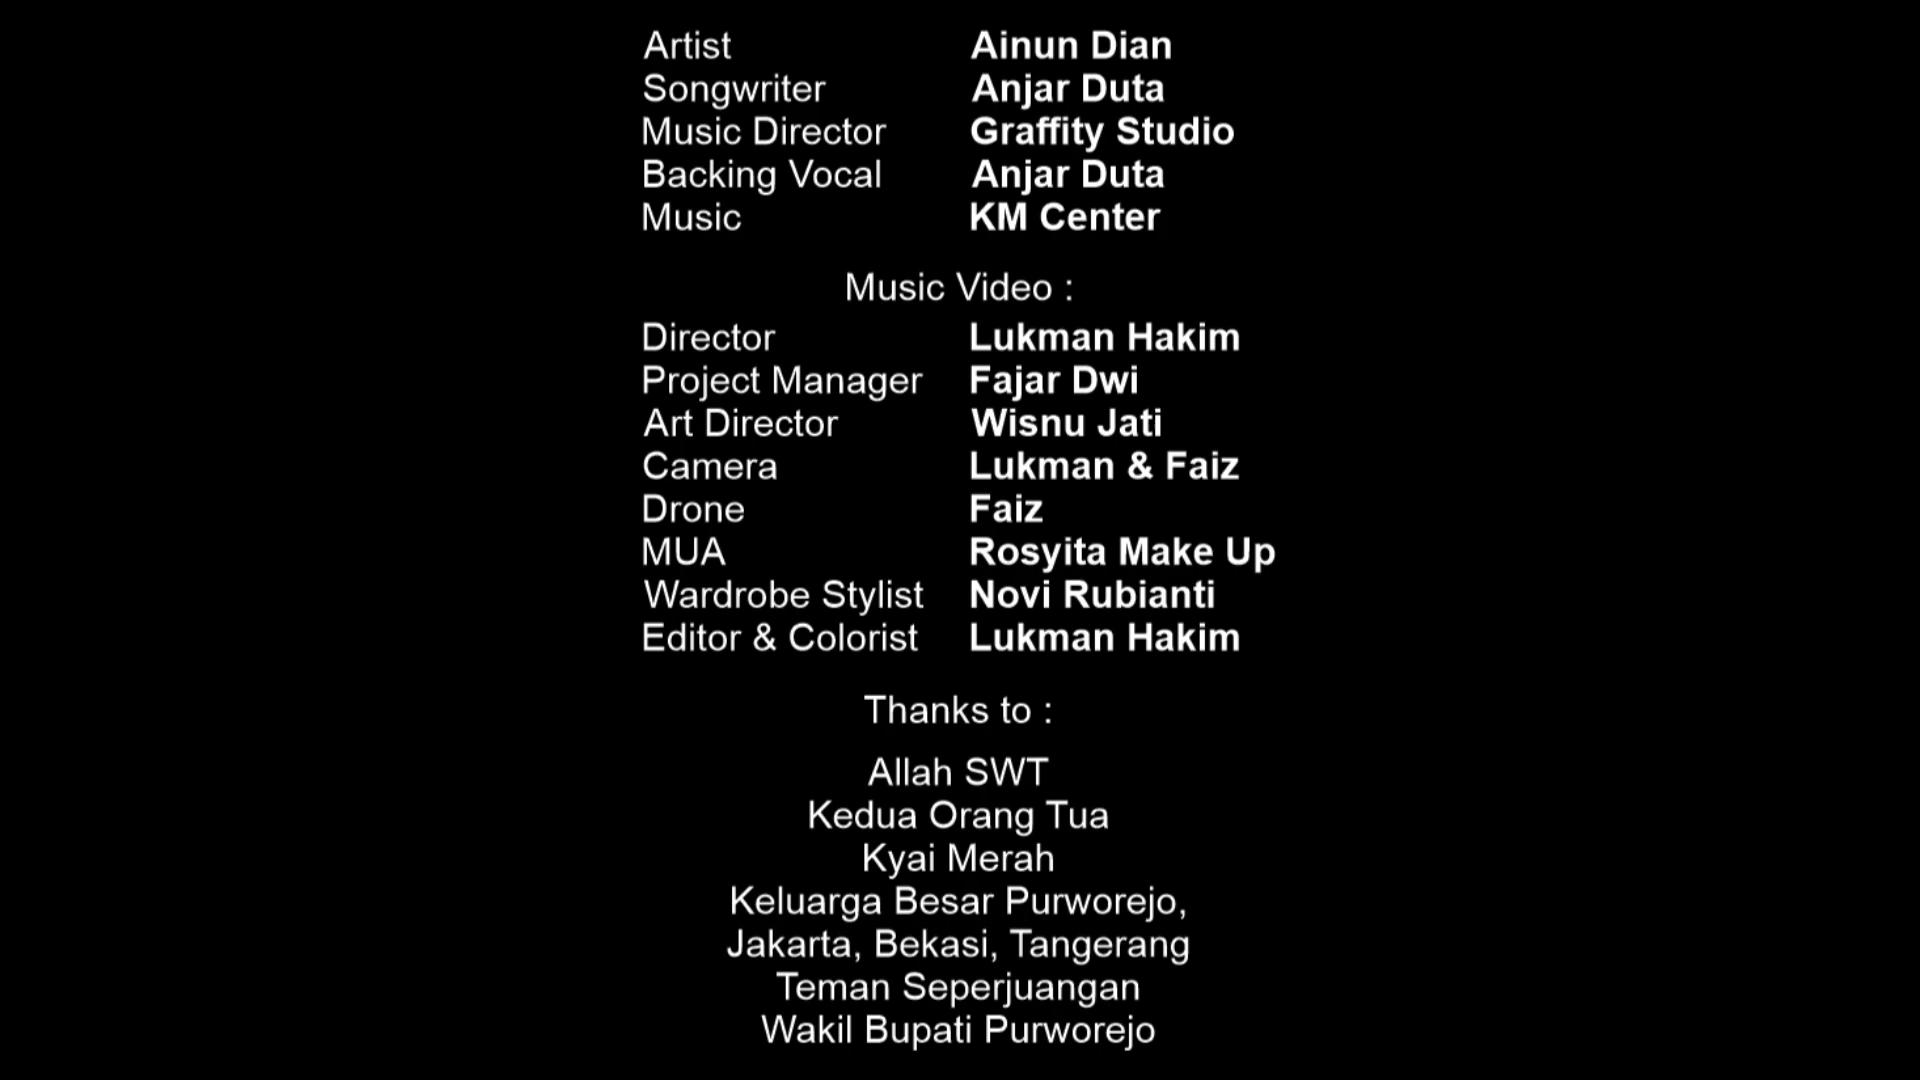 Artist Ainun Dian
Songwriter Anjar Duta
Music Director Graffity Studio
Backing Vocal Anjar Duta
Music KM Center
Music Video :
Director Lukman Hakim
Project Manager Fajar Dwi
Art Director Wisnu Jati
Camera Lukman & Faiz
Drone Faiz
MUA Rosyita Make Up
Wardrobe Stylist Novi Rubianti
Editor & Colorist Lukman Hakim
Thanks to :
Allah SWT
Kedua Orang Tua
Kyai Merah
Keluarga Besar Purworejo,
Jakarta, Bekasi, Tangerang
Teman Seperjuangan
Wakil Bupati Purworejo